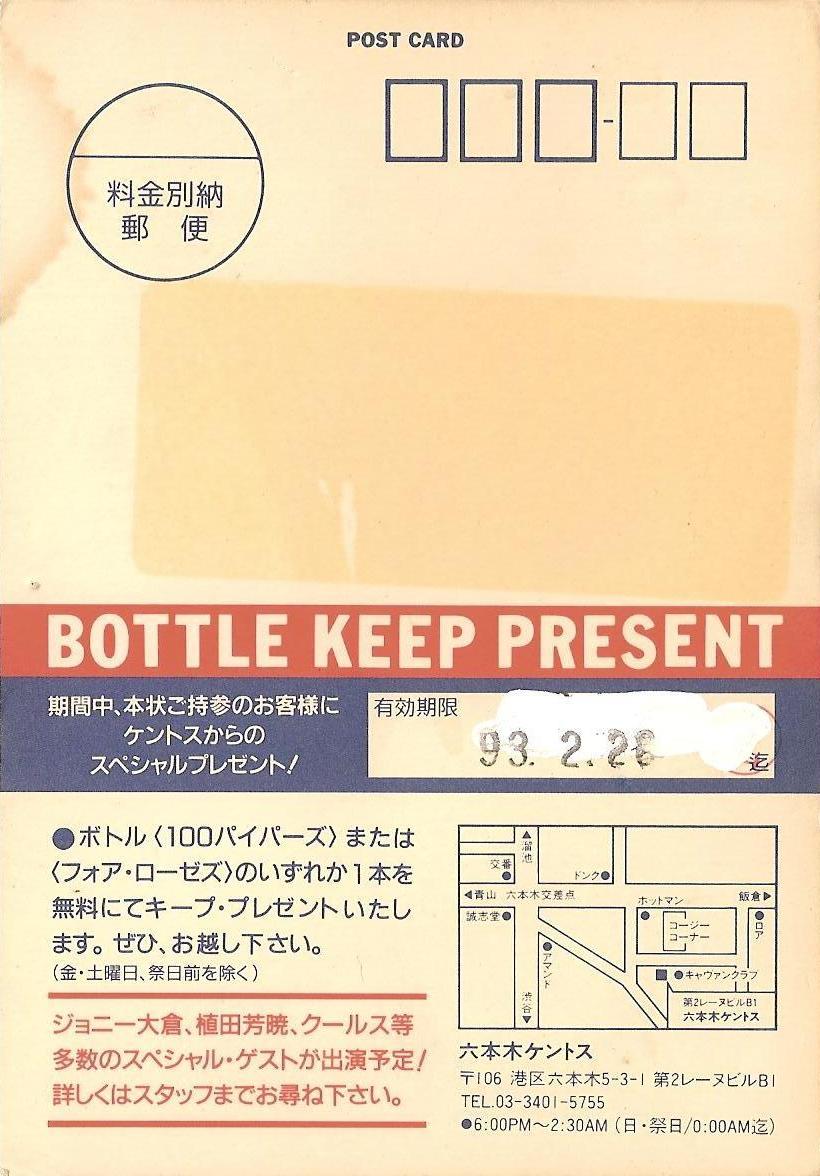 POST CARD
料金別納
郵 便
BOTTLE KEEP PRESENT
期間中、本状ご持参のお客様に
ケントスからの
スペシャルプレゼント!
有効期限
93. 2.26
迄
●ボトル〈100パイパーズ〉または
〈フォア・ローゼズ〉のいずれか1本を
無料にてキープ・プレゼントいたし
ます。ぜひ、お越し下さい。
(金・土曜日、祭日前を除く)
ジョニー大倉、植田芳暁、クールス等
多数のスペシャル・ゲストが出演予定!
詳しくはスタッフまでお尋ね下さい。
▲溜池
交番
ドンク●
◀青山 六本木交差点
ホットマン
飯倉▶
誠志堂●
コージー
コーナー
ロア
アマンド
■ ●キャヴァンクラブ
渋谷▼
第2レーヌビルB1
六本木ケントス
六本木ケントス
〒106 港区六本木5-3-1 第2レーヌビルB1
TEL.03-3401-5755
●6:00PM〜2:30AM (日・祭日/0:00AM迄)